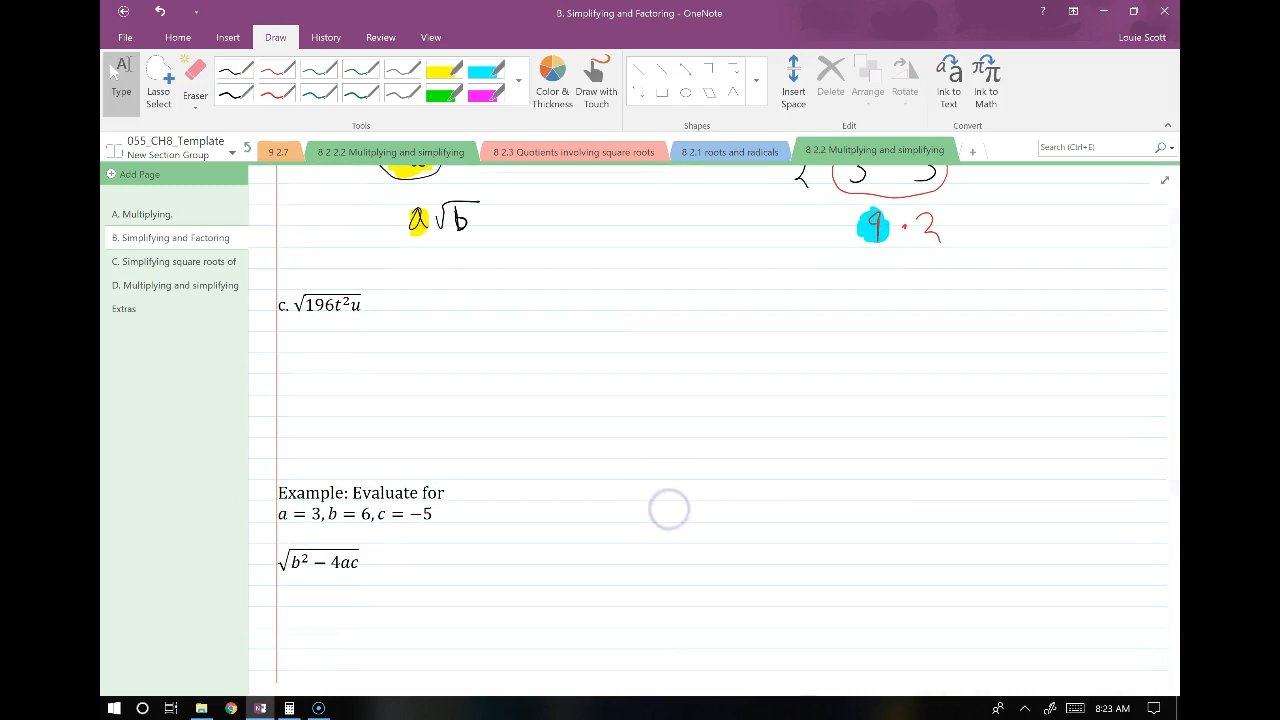 B. Simplifying and Factoring - OneNote
?
File Home Insert Draw History Review View
Louie Scott
Type
Lasso Select
Eraser
Color & Thickness
Draw with Touch
Insert Space
Delete
Arrange
Rotate
Ink to Text
Ink to Math
Tools
Shapes
Edit
Convert
055_CH8_Template
New Section Group
9.2.7
8 2.2.2 Mulitplying and simplifying
8 2.3 Quotients involving square roots
8 2.1 roots and radicals
8 2.2 Mulitplying and simplifying
Search (Ctrl+E)
Add Page
A. Multiplying.
B. Simplifying and Factoring
C. Simplifying square roots of
D. Multiplying and simplifying
Extras
a√b
9 · 2
c. √196t²u
Example: Evaluate for
a = 3, b = 6, c = −5
√b² − 4ac
8:23 AM